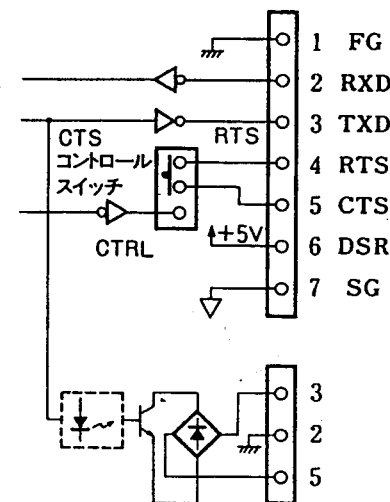 1 FG
2 RXD
3 TXD
CTS
RTS
コントロール
スイッチ
4 RTS
5 CTS
CTRL
+5V
6 DSR
7 SG
3
2
5